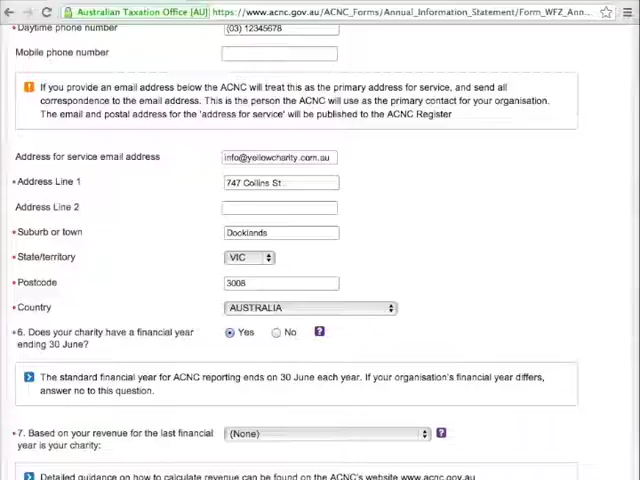 Australian Taxation Office [AU] https://www.acnc.gov.au/ACNC_Forms/Annual_Information_Statement/Form_WFZ_Ann...
• Daytime phone number (03) 12345678
Mobile phone number
If you provide an email address below the ACNC will treat this as the primary address for service, and send all
correspondence to the email address. This is the person the ACNC will use as the primary contact for your organisation.
The email and postal address for the 'address for service' will be published to the ACNC Register
Address for service email address info@yellowcharity.com.au
• Address Line 1 747 Collins St
Address Line 2
• Suburb or town Docklands
• State/territory VIC
• Postcode 3008
• Country AUSTRALIA
• 6. Does your charity have a financial year Yes No ?
ending 30 June?
The standard financial year for ACNC reporting ends on 30 June each year. If your organisation's financial year differs,
answer no to this question.
• 7. Based on your revenue for the last financial (None) ?
year is your charity:
Detailed guidance on how to calculate revenue can be found on the ACNC's website www.acnc.gov.au